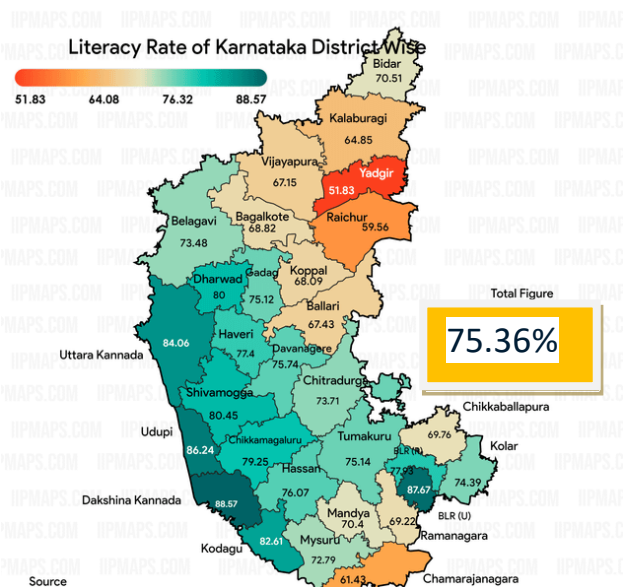 Literacy Rate of Karnataka District Wise
51.83 64.08 74.32 88.57
Bidar
70.51
Kalaburagi
64.85
Vijayapura
67.15
Yadgir
51.83
Belagavi
73.48
Bagalkote
68.82
Raichur
59.56
Dharwad
80
Gadag
75.12
Koppal
68.09
Ballari
67.43
Total Figure
75.36%
Uttara Kannada
84.06
Haveri
77.4
Davanagere
75.74
Chitradurga
73.71
Shivamogga
80.45
Chikkaballapura
69.76
Udupi
86.24
Chikkamagaluru
79.25
Tumakuru
75.14
BLR (R)
77.93
Kolar
74.39
Hassan
76.07
87.67
BLR (U)
Dakshina Kannada
88.57
Mandya
70.4
69.22
Ramanagara
Kodagu
82.61
Mysuru
72.79
61.43
Chamarajanagara
Source
IIPMAPS.COM